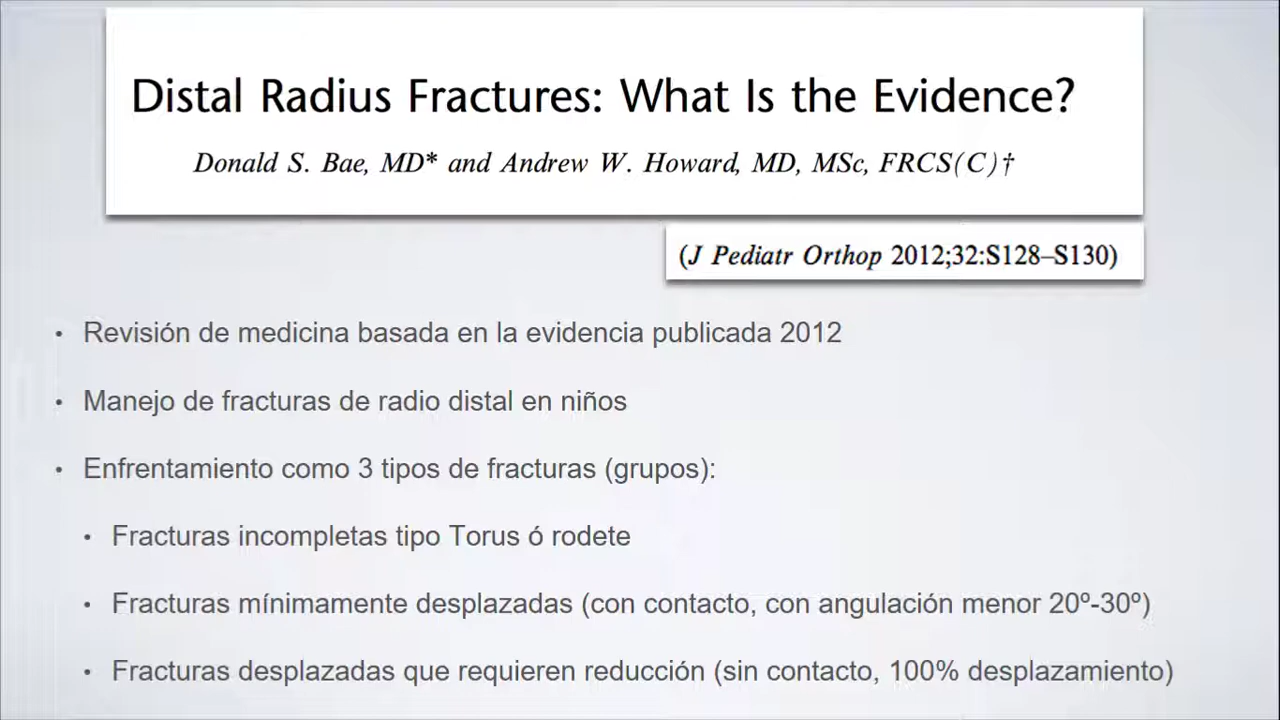 Distal Radius Fractures: What Is the Evidence?
Donald S. Bae, MD* and Andrew W. Howard, MD, MSc, FRCS(C)†
(J Pediatr Orthop 2012;32:S128–S130)
• Revisión de medicina basada en la evidencia publicada 2012
• Manejo de fracturas de radio distal en niños
• Enfrentamiento como 3 tipos de fracturas (grupos):
• Fracturas incompletas tipo Torus ó rodete
• Fracturas mínimamente desplazadas (con contacto, con angulación menor 20º-30º)
• Fracturas desplazadas que requieren reducción (sin contacto, 100% desplazamiento)